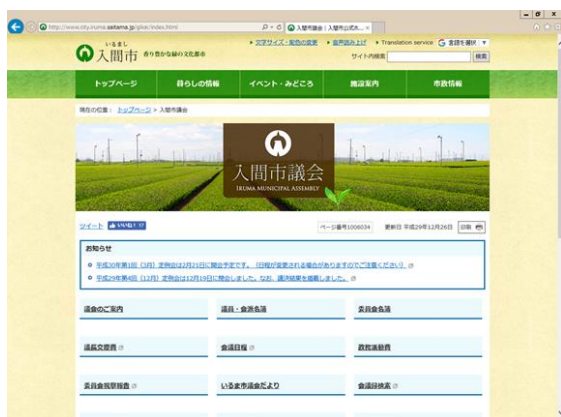 http://www.city.iruma.saitama.jp/gikai/index.html
入間市議会 | 入間市公式ホ...
いるまし
入間市 香り豊かな緑の文化都市
文字サイズ・配色の変更 音声読み上げ Translation service 言語を選択
サイト内検索 検索
トップページ 暮らしの情報 イベント・みどころ 施設案内 市政情報
現在の位置： トップページ > 入間市議会
入間市議会
IRUMA MUNICIPAL ASSEMBLY
ツイート いいね! 17 ページ番号1006034 更新日 平成29年12月26日 印刷
お知らせ
平成30年第1回（3月）定例会は2月21日に開会予定です。（日程が変更される場合がありますのでご注意ください）
平成29年第4回（12月）定例会は12月19日に閉会しました。なお、議決結果を掲載しました。
議会のご案内 議員・会派名簿 委員会名簿
議長交際費 会議日程 政務活動費
委員会視察報告 いるま市議会だより 会議録検索